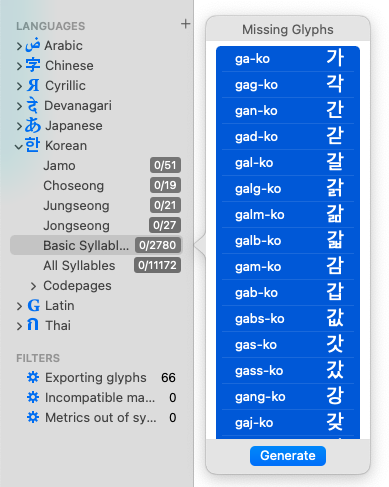 LANGUAGES +
ض Arabic
字 Chinese
Я Cyrillic
दे Devanagari
あ Japanese
한 Korean
Jamo 0/51
Choseong 0/19
Jungseong 0/21
Jongseong 0/27
Basic Syllabl... 0/2780
All Syllables 0/11172
Codepages
G Latin
ก Thai
FILTERS
Exporting glyphs 66
Incompatible ma... 0
Metrics out of sy... 0
Missing Glyphs
ga-ko 가
gag-ko 각
gan-ko 간
gad-ko 갇
gal-ko 갈
galg-ko 갉
galm-ko 갊
galb-ko 갋
gam-ko 감
gab-ko 갑
gabs-ko 값
gas-ko 갓
gass-ko 갔
gang-ko 강
gaj-ko 갖
Generate